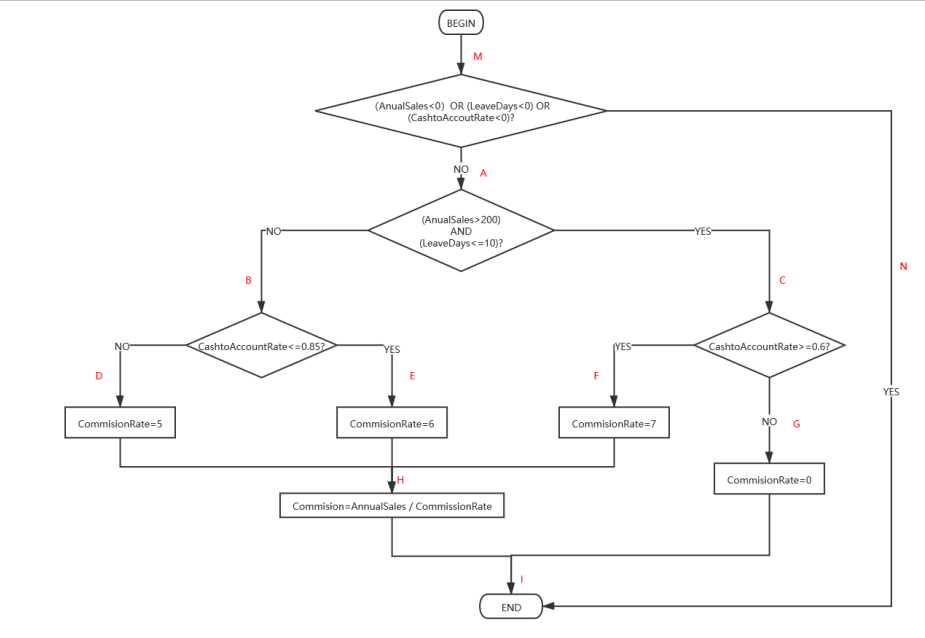 BEGIN
M
(AnualSales<0) OR (LeaveDays<0) OR
(CashtoAccoutRate<0)?
NO
A
(AnualSales>200)
AND
(LeaveDays<=10)?
NO
YES
B
C
N
CashtoAccountRate<=0.85?
CashtoAccountRate>=0.6?
NO
YES
YES
D
E
F
YES
CommisionRate=5
CommisionRate=6
CommisionRate=7
NO
G
H
CommisionRate=0
Commision=AnnualSales / CommissionRate
I
END